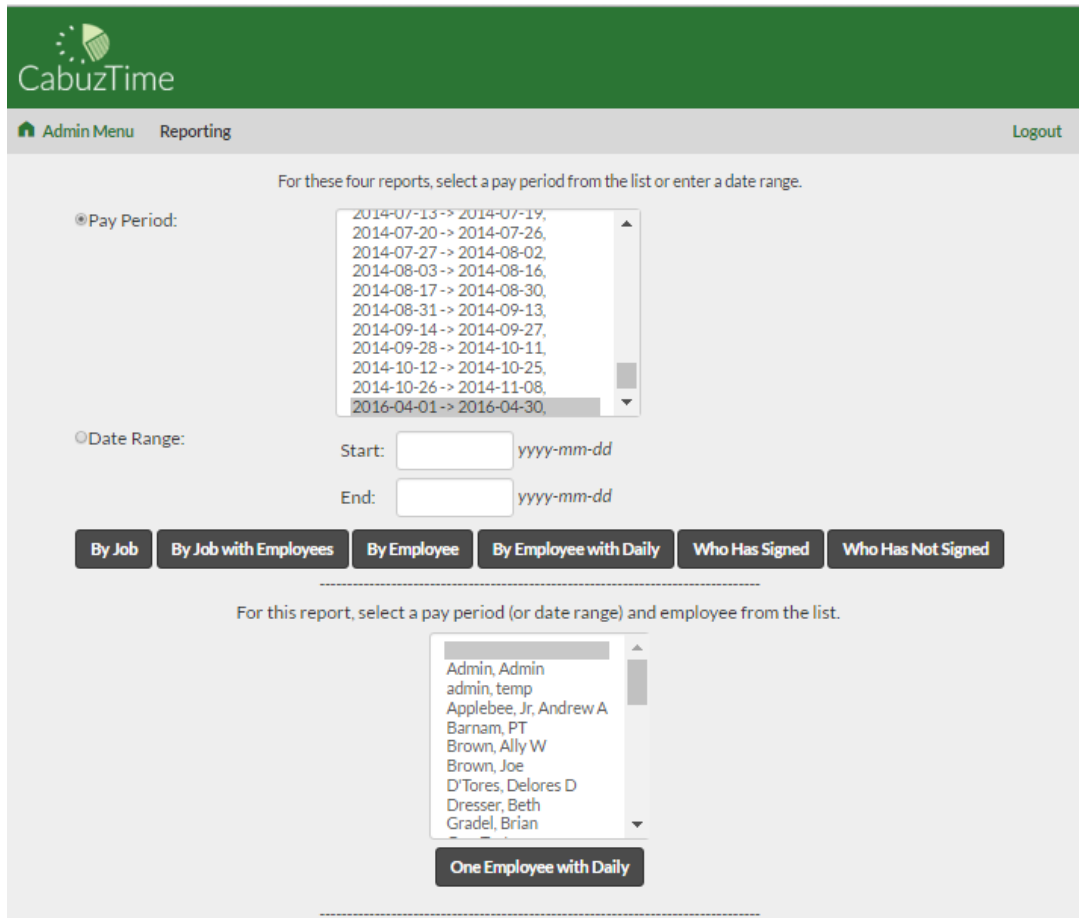 CabuzTime
Admin Menu Reporting Logout
For these four reports, select a pay period from the list or enter a date range.
Pay Period:
2014-07-13 -> 2014-07-19,
2014-07-20 -> 2014-07-26,
2014-07-27 -> 2014-08-02,
2014-08-03 -> 2014-08-16,
2014-08-17 -> 2014-08-30,
2014-08-31 -> 2014-09-13,
2014-09-14 -> 2014-09-27,
2014-09-28 -> 2014-10-11,
2014-10-12 -> 2014-10-25,
2014-10-26 -> 2014-11-08,
2016-04-01 -> 2016-04-30,
Date Range:
Start: yyyy-mm-dd
End: yyyy-mm-dd
By Job By Job with Employees By Employee By Employee with Daily Who Has Signed Who Has Not Signed
--------------------------------------------------------------------------------
For this report, select a pay period (or date range) and employee from the list.
Admin, Admin
admin, temp
Applebee, Jr, Andrew A
Barnam, PT
Brown, Ally W
Brown, Joe
D'Tores, Delores D
Dresser, Beth
Gradel, Brian
One Employee with Daily
--------------------------------------------------------------------------------